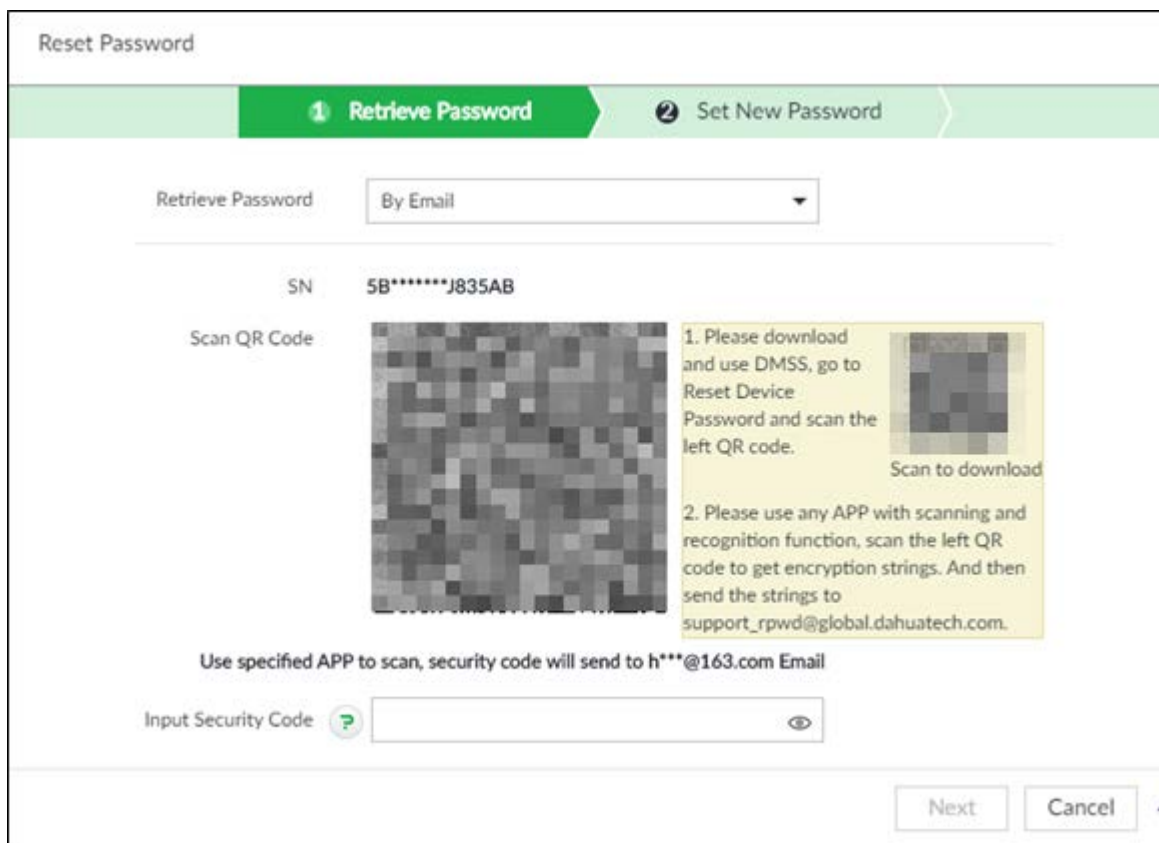 Reset Password
1 Retrieve Password
2 Set New Password
Retrieve Password
By Email
SN
5B*******J835AB
Scan QR Code
1. Please download
and use DMSS, go to
Reset Device
Password and scan the
left QR code.
Scan to download
2. Please use any APP with scanning and
recognition function, scan the left QR
code to get encryption strings. And then
send the strings to
support_rpwd@global.dahuatech.com.
Use specified APP to scan, security code will send to h***@163.com Email
Input Security Code
?
Next
Cancel